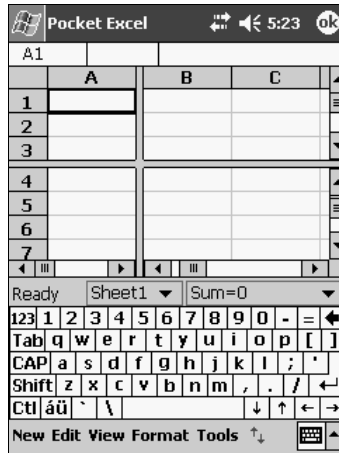 Pocket Excel 5:23 ok
A1
A B C
1
2
3
4
5
6
7
Ready Sheet1 Sum=0
123 1 2 3 4 5 6 7 8 9 0 - =
Tab q w e r t y u i o p [ ]
CAP a s d f g h j k l ; '
Shift z x c v b n m , . /
Ctl áü ` \
New Edit View Format Tools